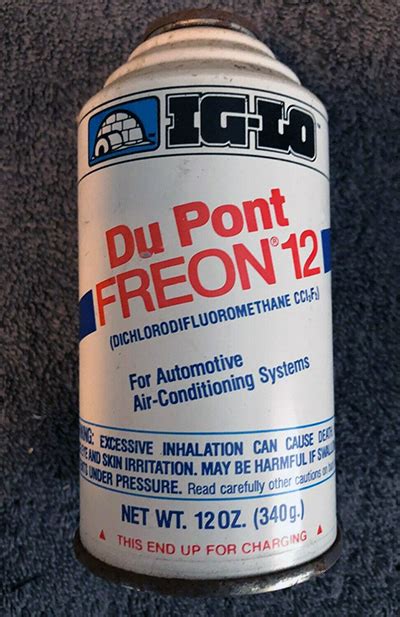 IG-LO™
Du Pont
FREON® 12
(DICHLORODIFLUOROMETHANE CCl₂F₂)
For Automotive
Air-Conditioning Systems
EXCESSIVE INHALATION CAN CAUSE DEATH
AND SKIN IRRITATION. MAY BE HARMFUL IF
UNDER PRESSURE. Read carefully other cautions on
NET WT. 12 OZ. (340g.)
▲ THIS END UP FOR CHARGING ▲